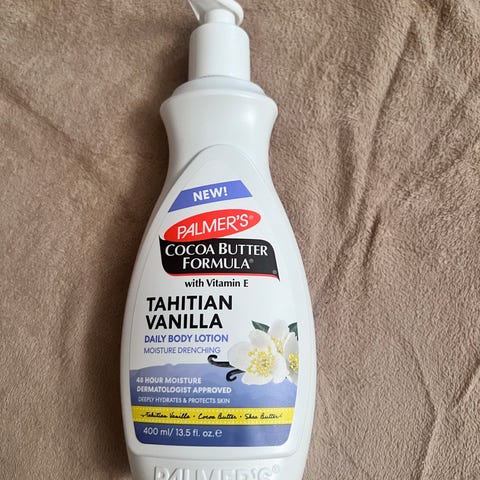 NEW!
PALMER'S®
COCOA BUTTER
FORMULA®
with Vitamin E
TAHITIAN
VANILLA
DAILY BODY LOTION
MOISTURE DRENCHING
48 HOUR MOISTURE
DERMATOLOGIST APPROVED
DEEPLY HYDRATES & PROTECTS SKIN
Tahitian Vanilla • Cocoa Butter • Shea Butter
400 ml/ 13.5 fl. oz. e
PALMER'S®